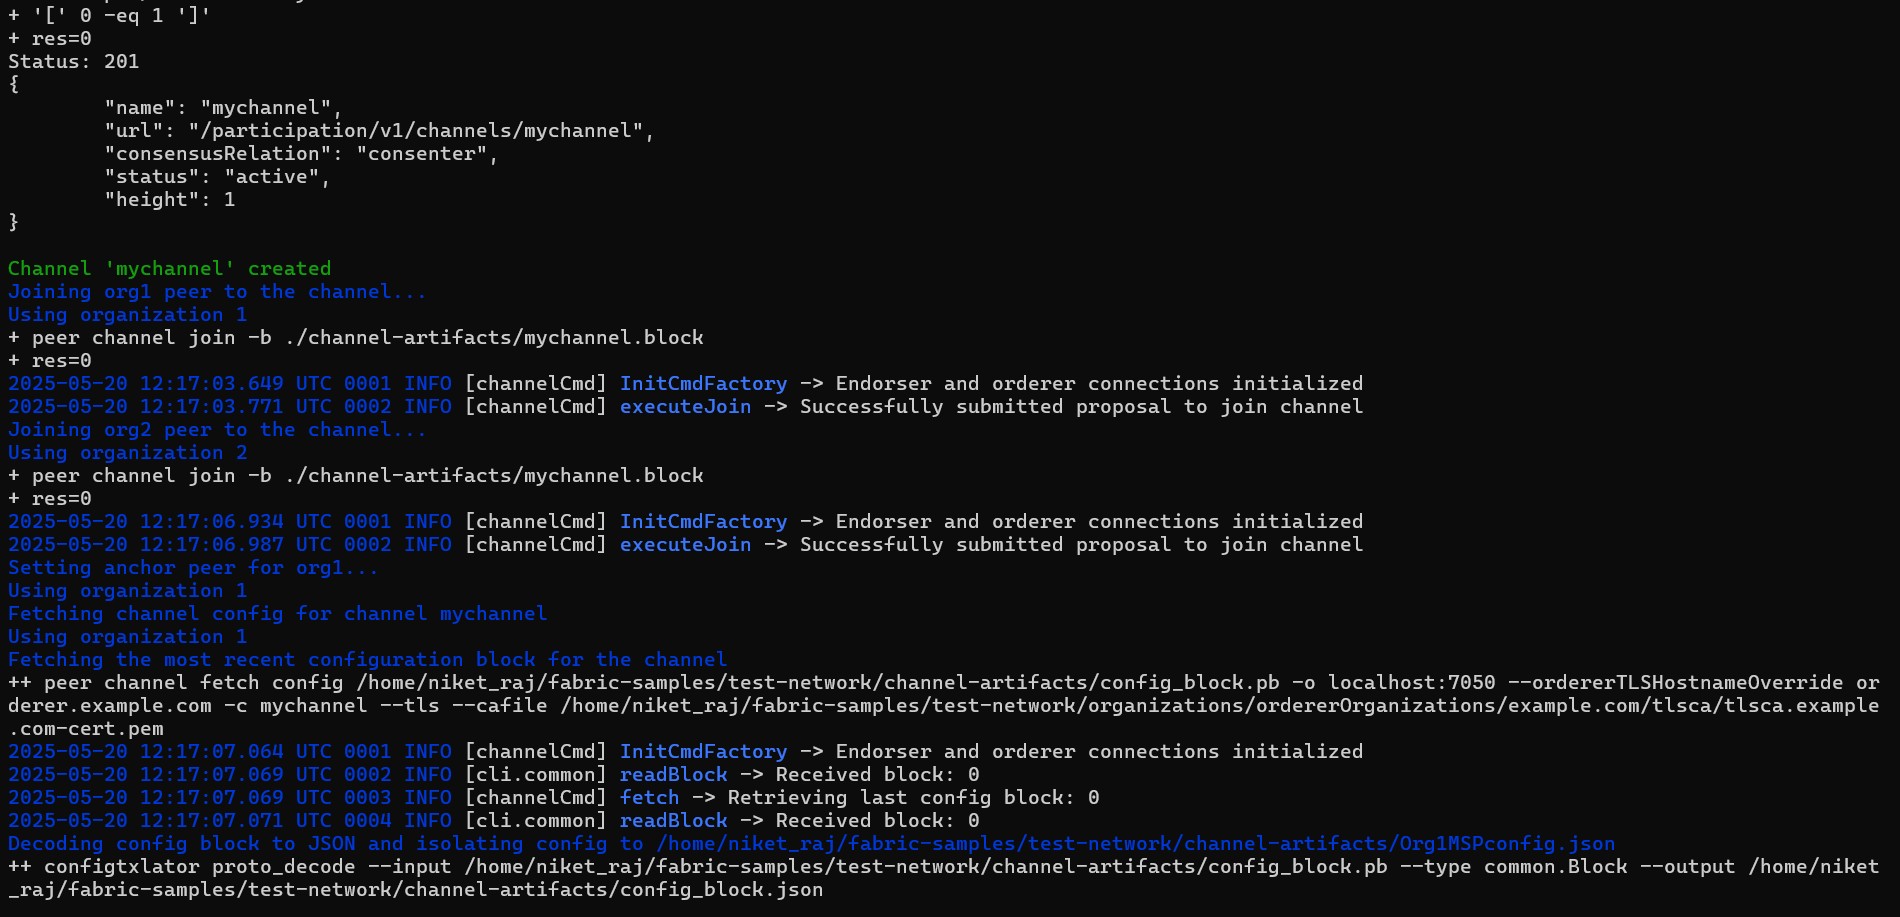 + '[' 0 -eq 1 ']'
+ res=0
Status: 201
{
        "name": "mychannel",
        "url": "/participation/v1/channels/mychannel",
        "consensusRelation": "consenter",
        "status": "active",
        "height": 1
}
Channel 'mychannel' created
Joining org1 peer to the channel...
Using organization 1
+ peer channel join -b ./channel-artifacts/mychannel.block
+ res=0
2025-05-20 12:17:03.649 UTC 0001 INFO [channelCmd] InitCmdFactory -> Endorser and orderer connections initialized
2025-05-20 12:17:03.771 UTC 0002 INFO [channelCmd] executeJoin -> Successfully submitted proposal to join channel
Joining org2 peer to the channel...
Using organization 2
+ peer channel join -b ./channel-artifacts/mychannel.block
+ res=0
2025-05-20 12:17:06.934 UTC 0001 INFO [channelCmd] InitCmdFactory -> Endorser and orderer connections initialized
2025-05-20 12:17:06.987 UTC 0002 INFO [channelCmd] executeJoin -> Successfully submitted proposal to join channel
Setting anchor peer for org1...
Using organization 1
Fetching channel config for channel mychannel
Using organization 1
Fetching the most recent configuration block for the channel
++ peer channel fetch config /home/niket_raj/fabric-samples/test-network/channel-artifacts/config_block.pb -o localhost:7050 --ordererTLSHostnameOverride or
derer.example.com -c mychannel --tls --cafile /home/niket_raj/fabric-samples/test-network/organizations/ordererOrganizations/example.com/tlsca/tlsca.example
.com-cert.pem
2025-05-20 12:17:07.064 UTC 0001 INFO [channelCmd] InitCmdFactory -> Endorser and orderer connections initialized
2025-05-20 12:17:07.069 UTC 0002 INFO [cli.common] readBlock -> Received block: 0
2025-05-20 12:17:07.069 UTC 0003 INFO [channelCmd] fetch -> Retrieving last config block: 0
2025-05-20 12:17:07.071 UTC 0004 INFO [cli.common] readBlock -> Received block: 0
Decoding config block to JSON and isolating config to /home/niket_raj/fabric-samples/test-network/channel-artifacts/Org1MSPconfig.json
++ configtxlator proto_decode --input /home/niket_raj/fabric-samples/test-network/channel-artifacts/config_block.pb --type common.Block --output /home/niket
_raj/fabric-samples/test-network/channel-artifacts/config_block.json